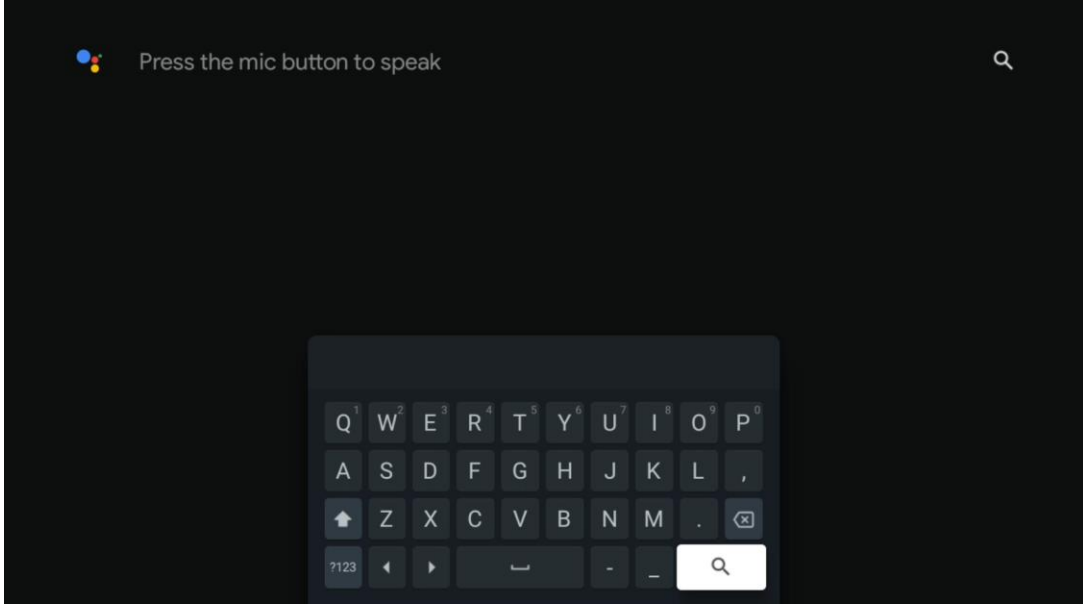 Press the mic button to speak
Q1 W2 E3 R4 T5 Y6 U7 I8 O9 P0
A S D F G H J K L ,
Z X C V B N M .
?123 - _